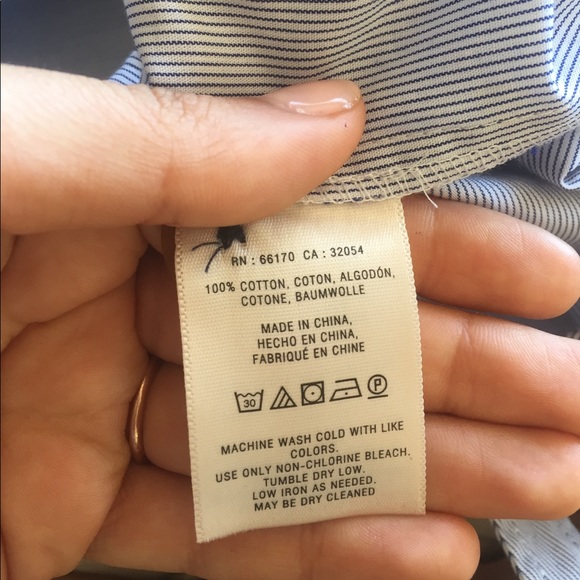 RN : 66170 CA : 32054
100% COTTON, COTON, ALGODÓN,
COTONE, BAUMWOLLE
MADE IN CHINA,
HECHO EN CHINA,
FABRIQUÉ EN CHINE
30 P
MACHINE WASH COLD WITH LIKE
COLORS.
USE ONLY NON-CHLORINE BLEACH.
TUMBLE DRY LOW.
LOW IRON AS NEEDED.
MAY BE DRY CLEANED